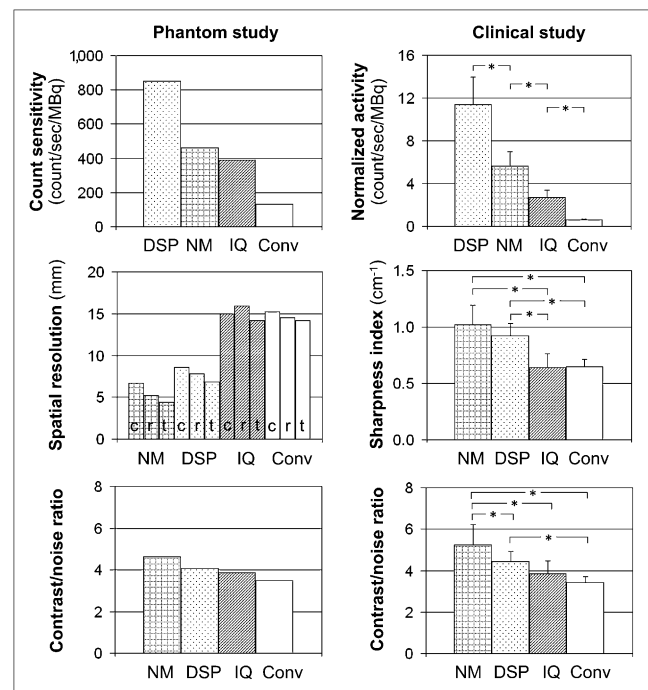 Phantom study
Clinical study
Count sensitivity
(count/sec/MBq)
1,000
800
600
400
200
0
DSP NM IQ Conv
Normalized activity
(count/sec/MBq)
16
12
8
4
0
* * *
DSP NM IQ Conv
Spatial resolution (mm)
20
15
10
5
0
c r t c r t c r t c r t
NM DSP IQ Conv
Sharpness index (cm⁻¹)
1.5
1.0
0.5
0.0
*
*
*
*
NM DSP IQ Conv
Contrast/noise ratio
8
6
4
2
0
NM DSP IQ Conv
Contrast/noise ratio
8
6
4
2
0
*
*
*
*
NM DSP IQ Conv